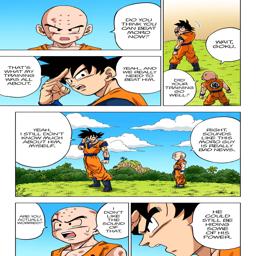 WAIT,
GOKU.
DID
YOUR
TRAINING
GO
WELL?
DO YOU
THINK YOU
CAN BEAT
MORO
NOW?
YEAH, AND
WE REALLY
NEED TO
BEAT HIM.
THAT'S
WHAT MY
TRAINING
WAS ALL
ABOUT.
RIGHT.
SOUNDS LIKE
THIS MORO GUY
IS REALLY
BAD NEWS.
YEAH,
I STILL DON'T
KNOW MUCH
ABOUT HIM,
MYSELF.
HE
COULD
STILL BE
HIDING
SOME OF
HIS
POWER.
I
DON'T
LIKE
THE
SOUND OF
THAT.
ARE YOU
ACTUALLY
WORRIED?